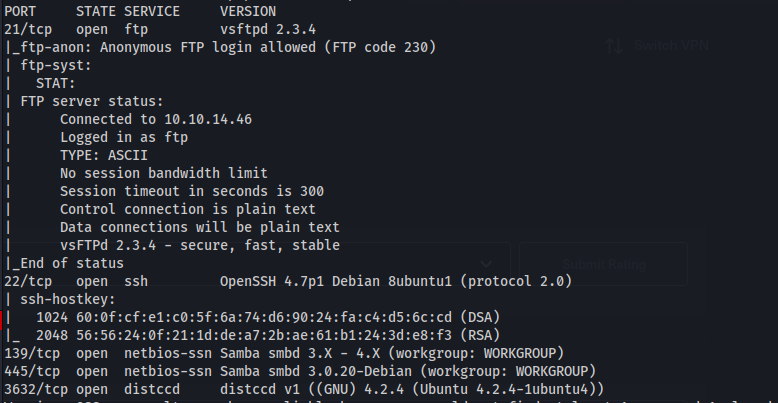 PORT     STATE SERVICE     VERSION
21/tcp   open  ftp         vsftpd 2.3.4
|_ftp-anon: Anonymous FTP login allowed (FTP code 230)
| ftp-syst:
|   STAT:
| FTP server status:
|      Connected to 10.10.14.46
|      Logged in as ftp
|      TYPE: ASCII
|      No session bandwidth limit
|      Session timeout in seconds is 300
|      Control connection is plain text
|      Data connections will be plain text
|      vsFTPd 2.3.4 - secure, fast, stable
|_End of status
22/tcp   open  ssh         OpenSSH 4.7p1 Debian 8ubuntu1 (protocol 2.0)
| ssh-hostkey:
|   1024 60:0f:cf:e1:c0:5f:6a:74:d6:90:24:fa:c4:d5:6c:cd (DSA)
|_  2048 56:56:24:0f:21:1d:de:a7:2b:ae:61:b1:24:3d:e8:f3 (RSA)
139/tcp  open  netbios-ssn Samba smbd 3.X - 4.X (workgroup: WORKGROUP)
445/tcp  open  netbios-ssn Samba smbd 3.0.20-Debian (workgroup: WORKGROUP)
3632/tcp open  distccd     distccd v1 ((GNU) 4.2.4 (Ubuntu 4.2.4-1ubuntu4))
Switch VPN
Submit Rating